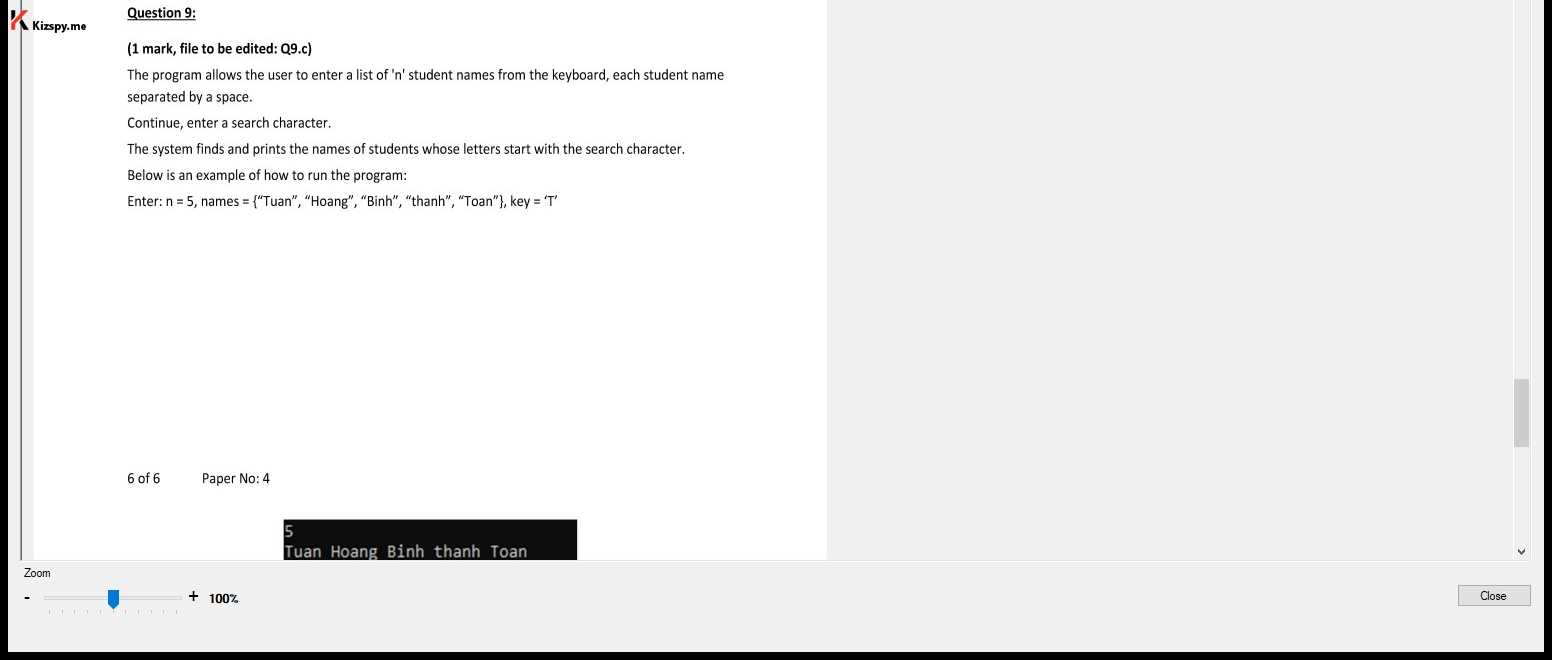 Question 9:
Kizspy.me
(1 mark, file to be edited: Q9.c)
The program allows the user to enter a list of 'n' student names from the keyboard, each student name
separated by a space.
Continue, enter a search character.
The system finds and prints the names of students whose letters start with the search character.
Below is an example of how to run the program:
Enter: n = 5, names = {“Tuan”, “Hoang”, “Binh”, “thanh”, “Toan”}, key = ‘T’
6 of 6 Paper No: 4
5
Tuan Hoang Binh thanh Toan
Zoom
- + 100%
Close